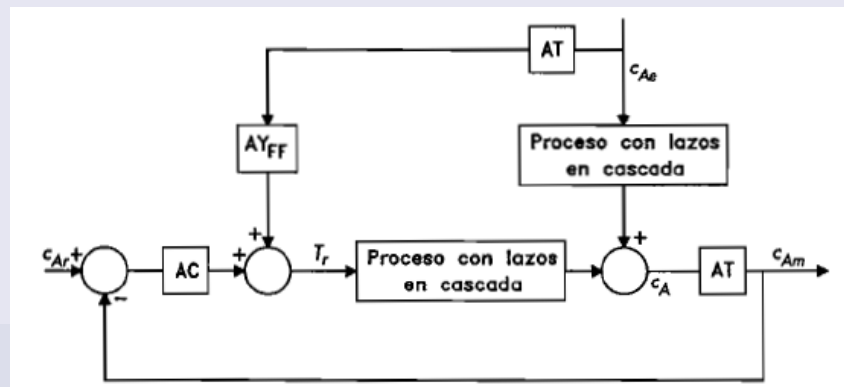 AT
c_Ae
AY_FF
Proceso con lazos
en cascada
+
+
c_Ar
+
AC
+
T_r
Proceso con lazos
en cascada
c_A
AT
c_Am
−